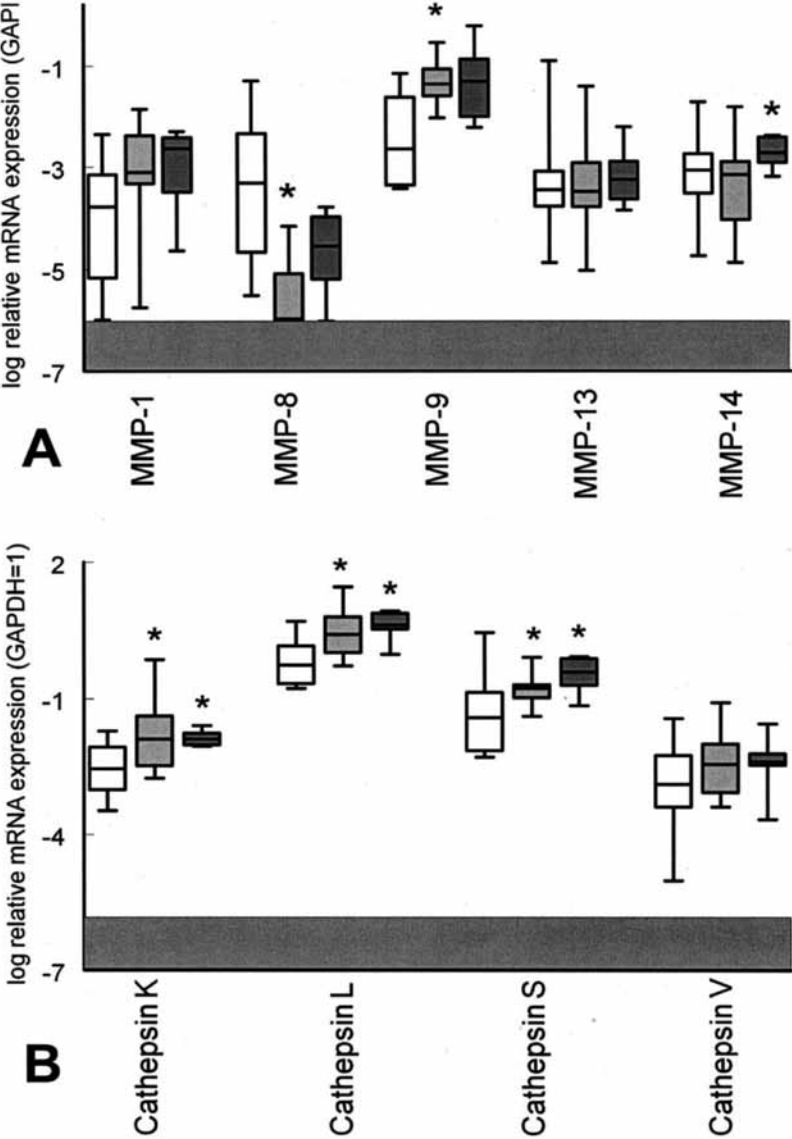 log relative mRNA expression (GAPI
-1
-3
-5
-7
*
*
*
MMP-1
MMP-8
MMP-9
MMP-13
MMP-14
A
log relative mRNA expression (GAPDH=1)
2
-1
-4
-7
*
*
*
*
*
*
Cathepsin K
Cathepsin L
Cathepsin S
Cathepsin V
B